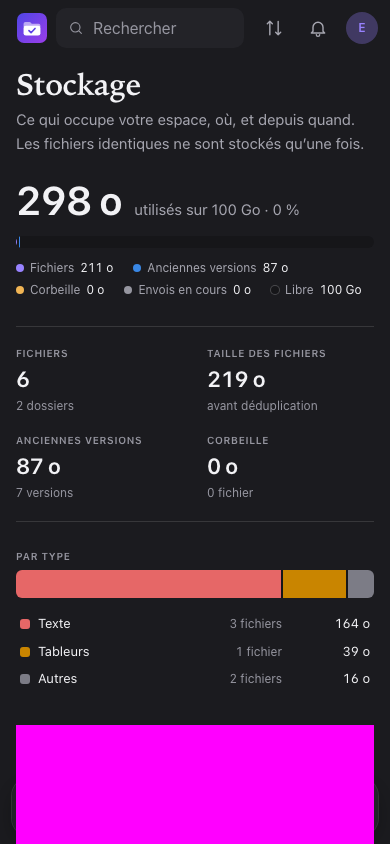 Rechercher
E
Stockage
Ce qui occupe votre espace, où, et depuis quand.
Les fichiers identiques ne sont stockés qu’une fois.
298 o utilisés sur 100 Go · 0 %
Fichiers 211 o Anciennes versions 87 o
Corbeille 0 o Envois en cours 0 o Libre 100 Go
FICHIERS
6
2 dossiers
TAILLE DES FICHIERS
219 o
avant déduplication
ANCIENNES VERSIONS
87 o
7 versions
CORBEILLE
0 o
0 fichier
PAR TYPE
Texte 3 fichiers 164 o
Tableurs 1 fichier 39 o
Autres 2 fichiers 16 o